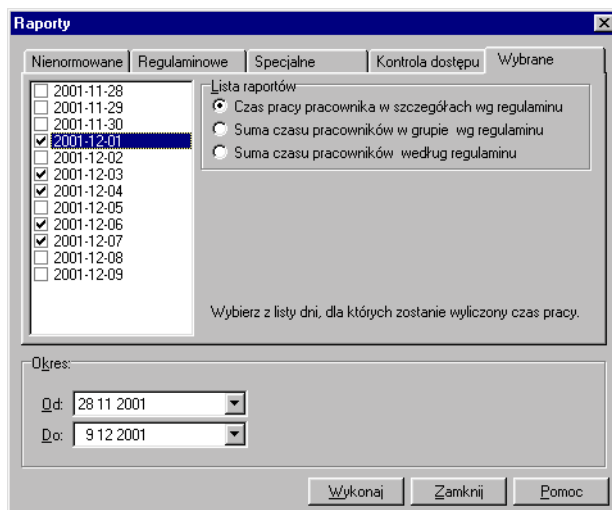 Raporty
Nienormowane Regulaminowe Specjalne Kontrola dostępu Wybrane
2001-11-28
2001-11-29
2001-11-30
2001-12-01
2001-12-02
2001-12-03
2001-12-04
2001-12-05
2001-12-06
2001-12-07
2001-12-08
2001-12-09
Lista raportów
Czas pracy pracownika w szczegółach wg regulaminu
Suma czasu pracowników w grupie wg regulaminu
Suma czasu pracowników według regulaminu
Wybierz z listy dni, dla których zostanie wyliczony czas pracy.
Okres:
Od: 28 11 2001
Do: 9 12 2001
Wykonaj Zamknij Pomoc